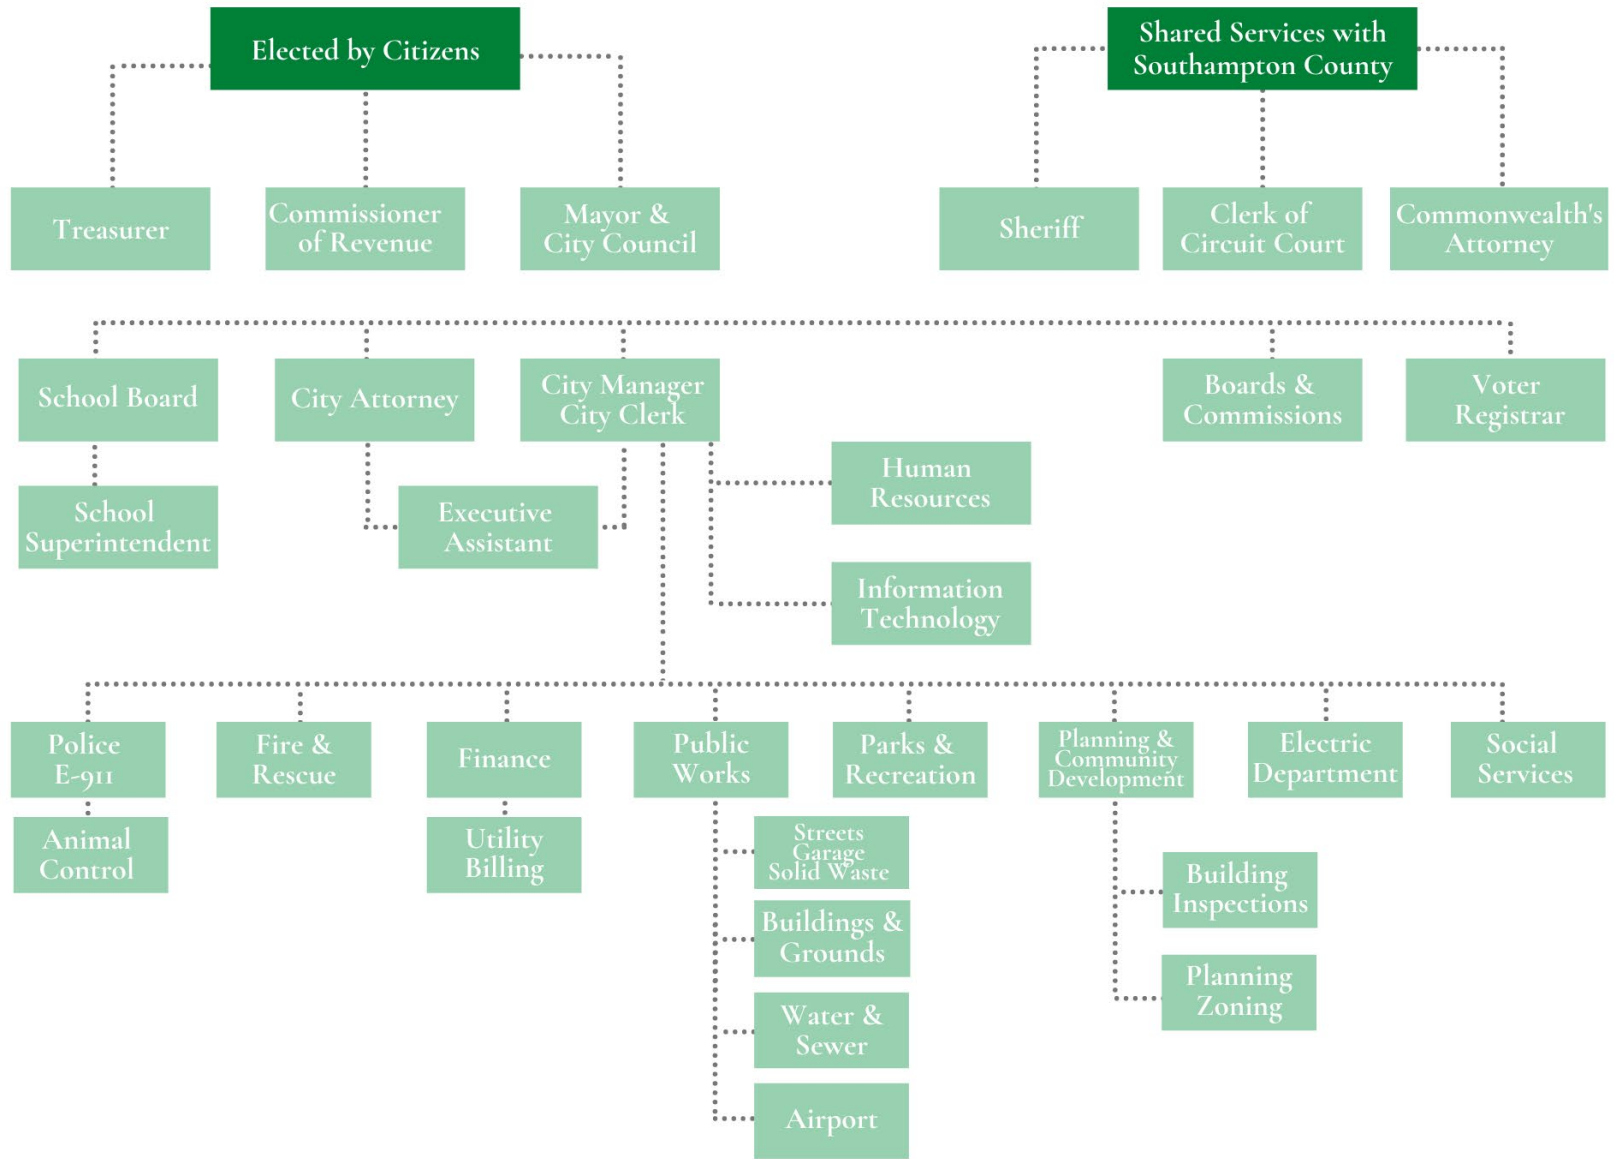 Elected by Citizens
Shared Services with
Southampton County
Treasurer
Commissioner
of Revenue
Mayor &
City Council
Sheriff
Clerk of
Circuit Court
Commonwealth's
Attorney
School Board
City Attorney
City Manager
City Clerk
Boards &
Commissions
Voter
Registrar
School
Superintendent
Executive
Assistant
Human
Resources
Information
Technology
Police
E-911
Fire &
Rescue
Finance
Public
Works
Parks &
Recreation
Planning &
Community
Development
Electric
Department
Social
Services
Animal
Control
Utility
Billing
Streets
Garage
Solid Waste
Buildings &
Grounds
Water &
Sewer
Airport
Building
Inspections
Planning
Zoning